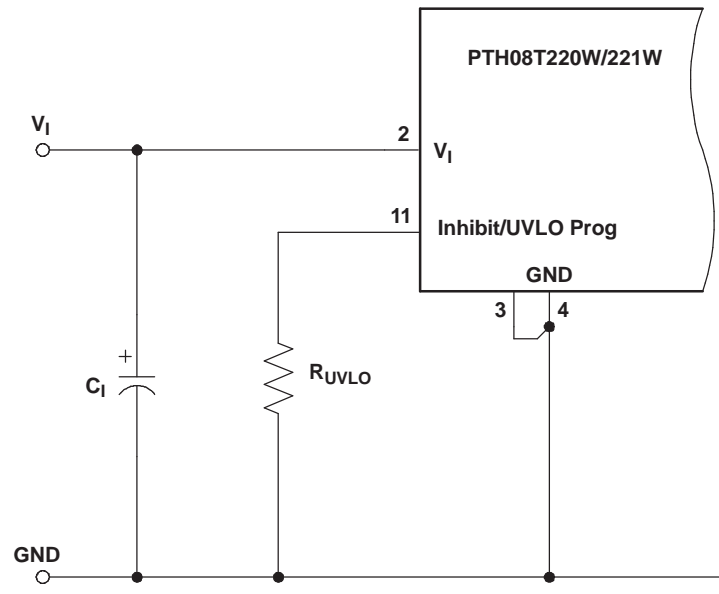 PTH08T220W/221W
V_I
2
V_I
11
Inhibit/UVLO Prog
GND
3
4
+
C_I
R_UVLO
GND